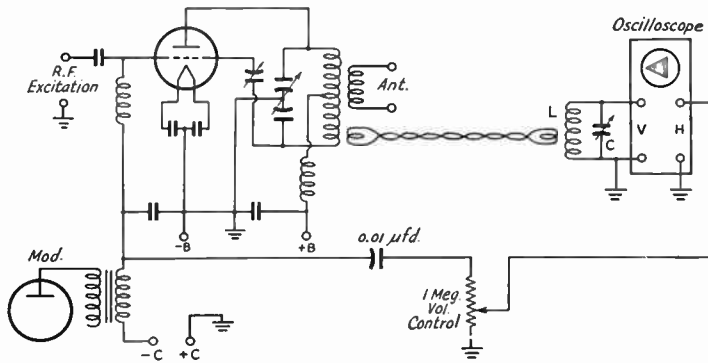 Oscilloscope
R.F.
Excitation
Ant.
L
C
V
H
-B
+B
0.01 µfd.
Mod.
1 Meg.
Vol.
Control
-C
+C